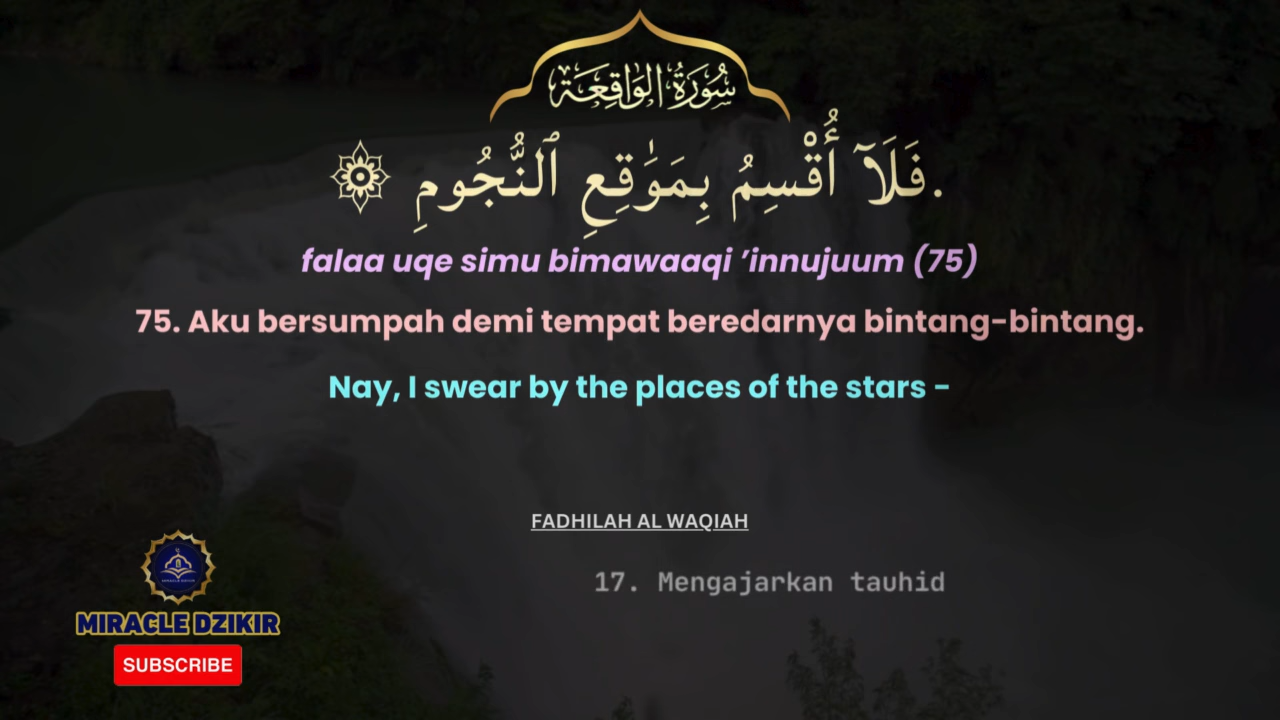 سُورَةُ الوَاقِعَة
.فَلَآ أُقْسِمُ بِمَوَٰقِعِ ٱلنُّجُومِ
falaa uqe simu bimawaaqi ’innujuum (75)
75. Aku bersumpah demi tempat beredarnya bintang-bintang.
Nay, I swear by the places of the stars -
FADHILAH AL WAQIAH
17. Mengajarkan tauhid
MIRACLE DZIKIR
SUBSCRIBE